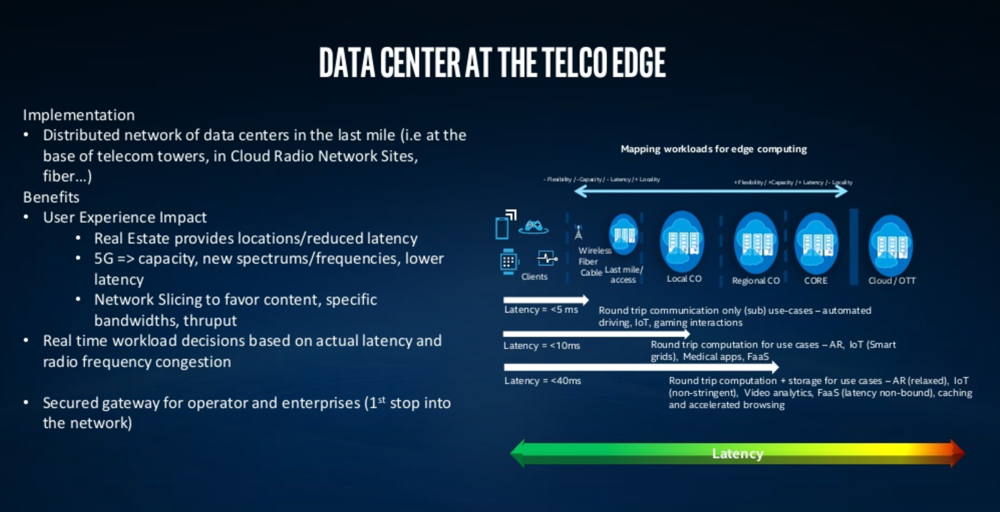 DATA CENTER AT THE TELCO EDGE
Implementation
• Distributed network of data centers in the last mile (i.e at the
base of telecom towers, in Cloud Radio Network Sites,
fiber...)
Benefits
• User Experience Impact
• Real Estate provides locations/reduced latency
• 5G => capacity, new spectrums/frequencies, lower
latency
• Network Slicing to favor content, specific
bandwidths, thruput
• Real time workload decisions based on actual latency and
radio frequency congestion
• Secured gateway for operator and enterprises (1st stop into
the network)
Mapping workloads for edge computing
- Flexibility / - Capacity / - Latency / + Locality
+ Flexibility / +Capacity / + Latency / - Locality
Clients
Wireless
Fiber
Cable
Last mile/
access
Local CO
Regional CO
CORE
Cloud / OTT
Latency = <5 ms
Round trip communication only (sub) use-cases – automated
driving, IoT, gaming interactions
Latency = <10ms
Round trip computation for use cases – AR, IoT (Smart
grids), Medical apps, FaaS
Latency = <40ms
Round trip computation + storage for use cases – AR (relaxed), IoT
(non-stringent), Video analytics, FaaS (latency non-bound), caching
and accelerated browsing
Latency